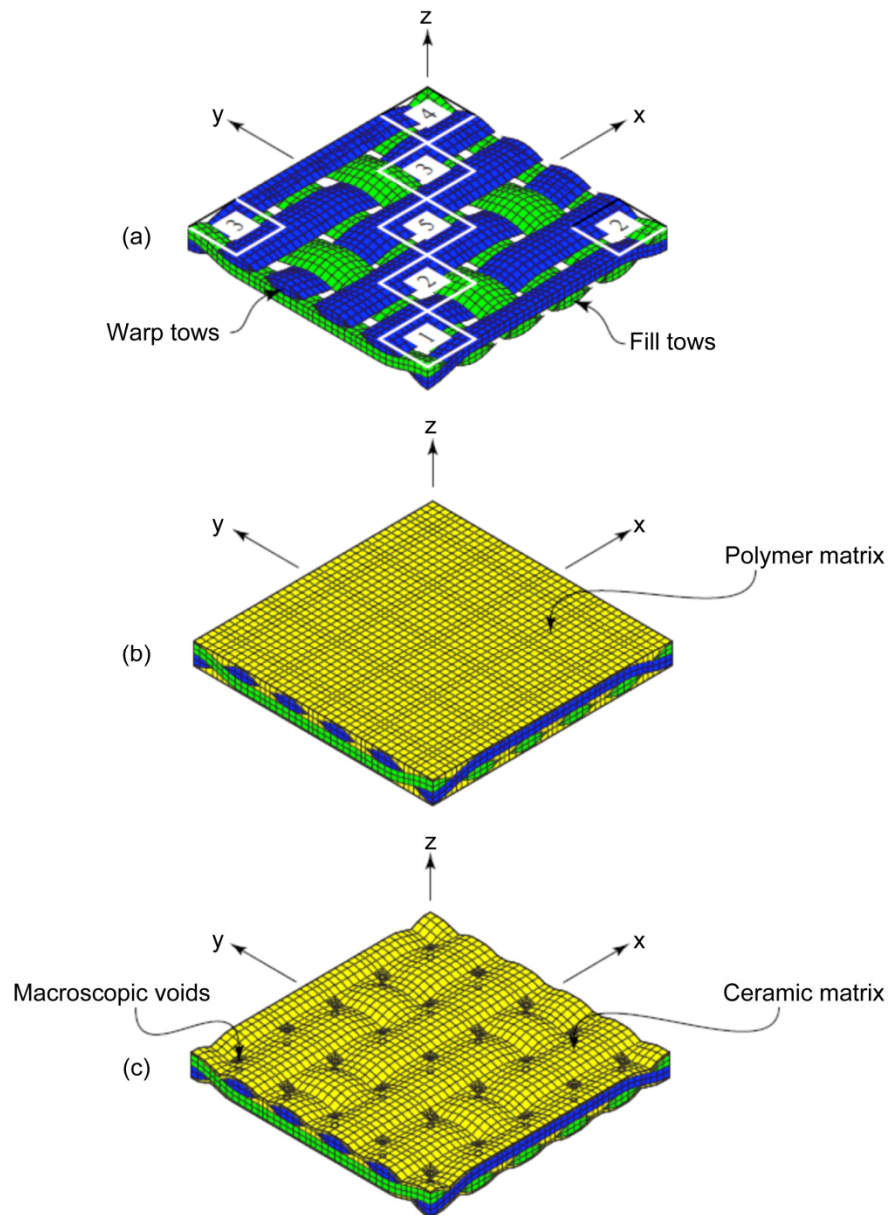 z
y
x
4
3
3
5
2
2
1
(a)
Warp tows
Fill tows
z
y
x
Polymer matrix
(b)
z
y
x
Macroscopic voids
Ceramic matrix
(c)